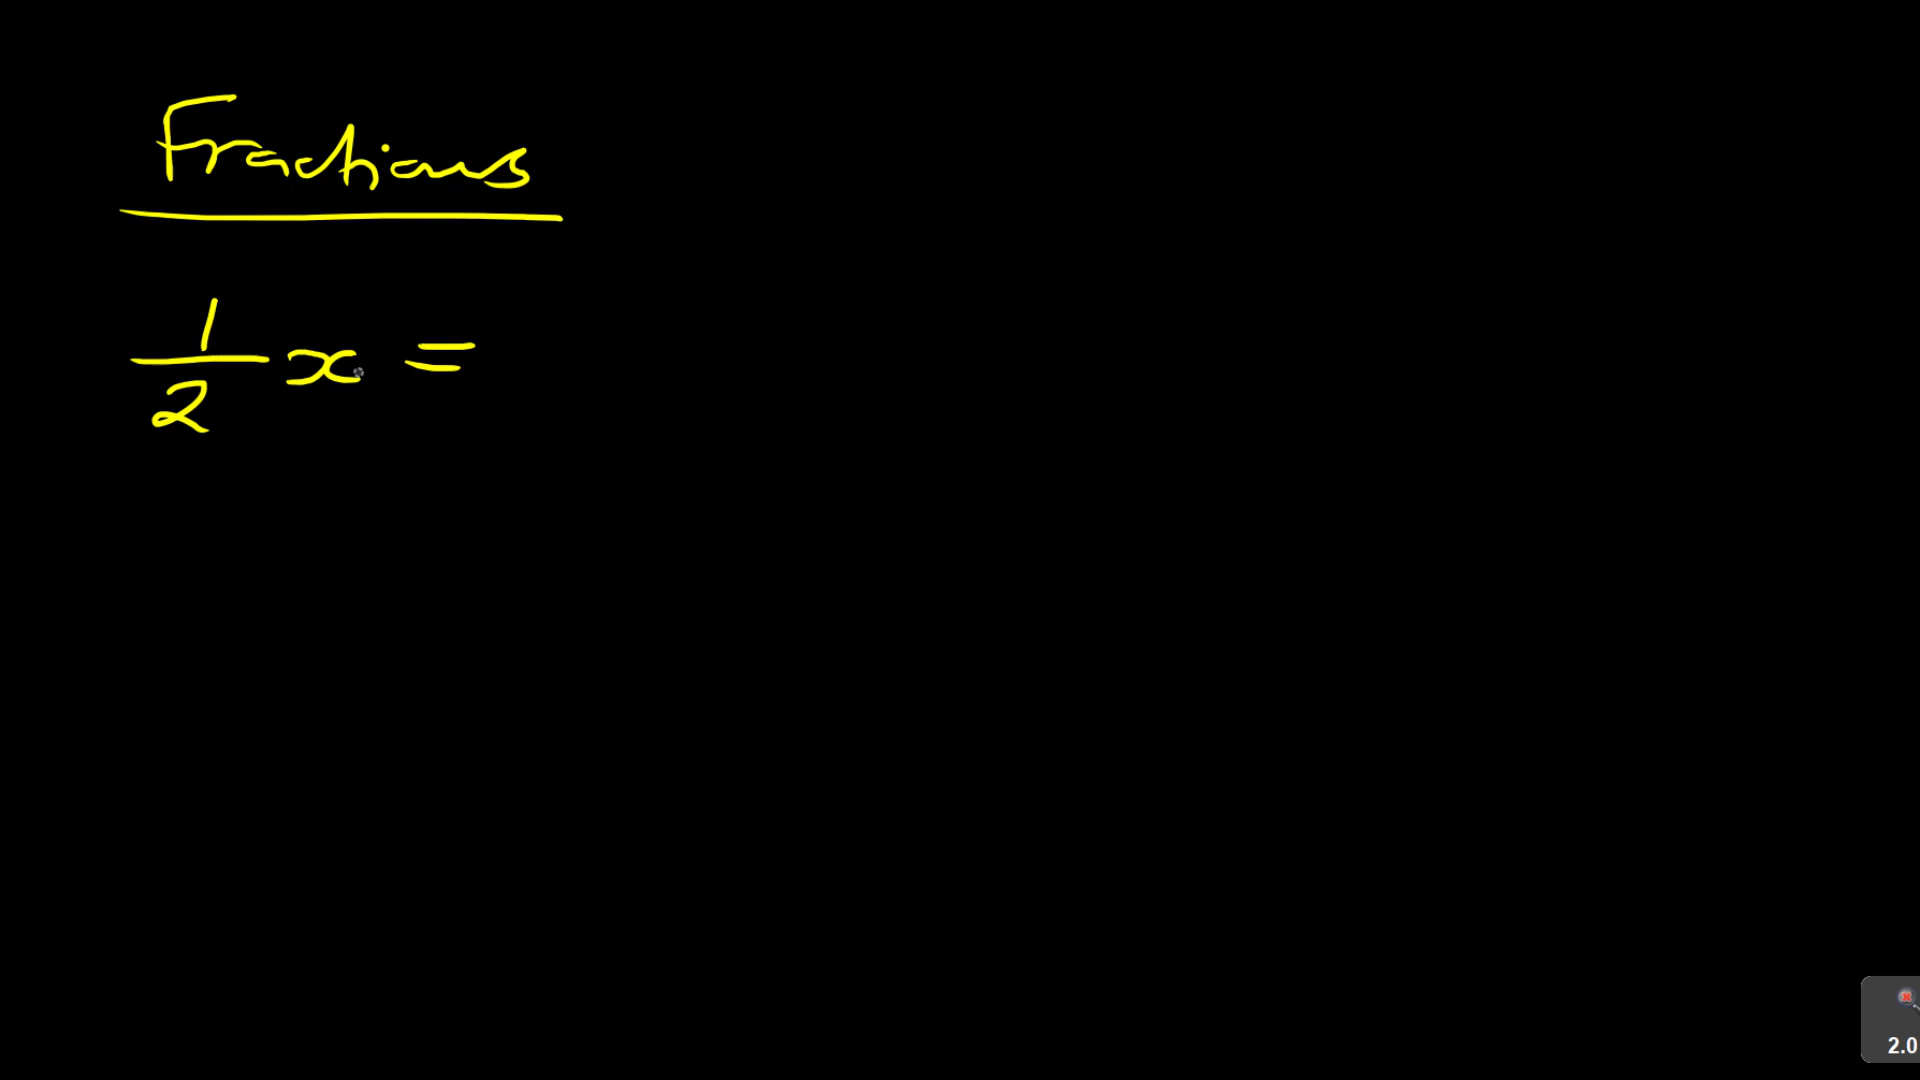 Fractions
1/2 x =
2.0